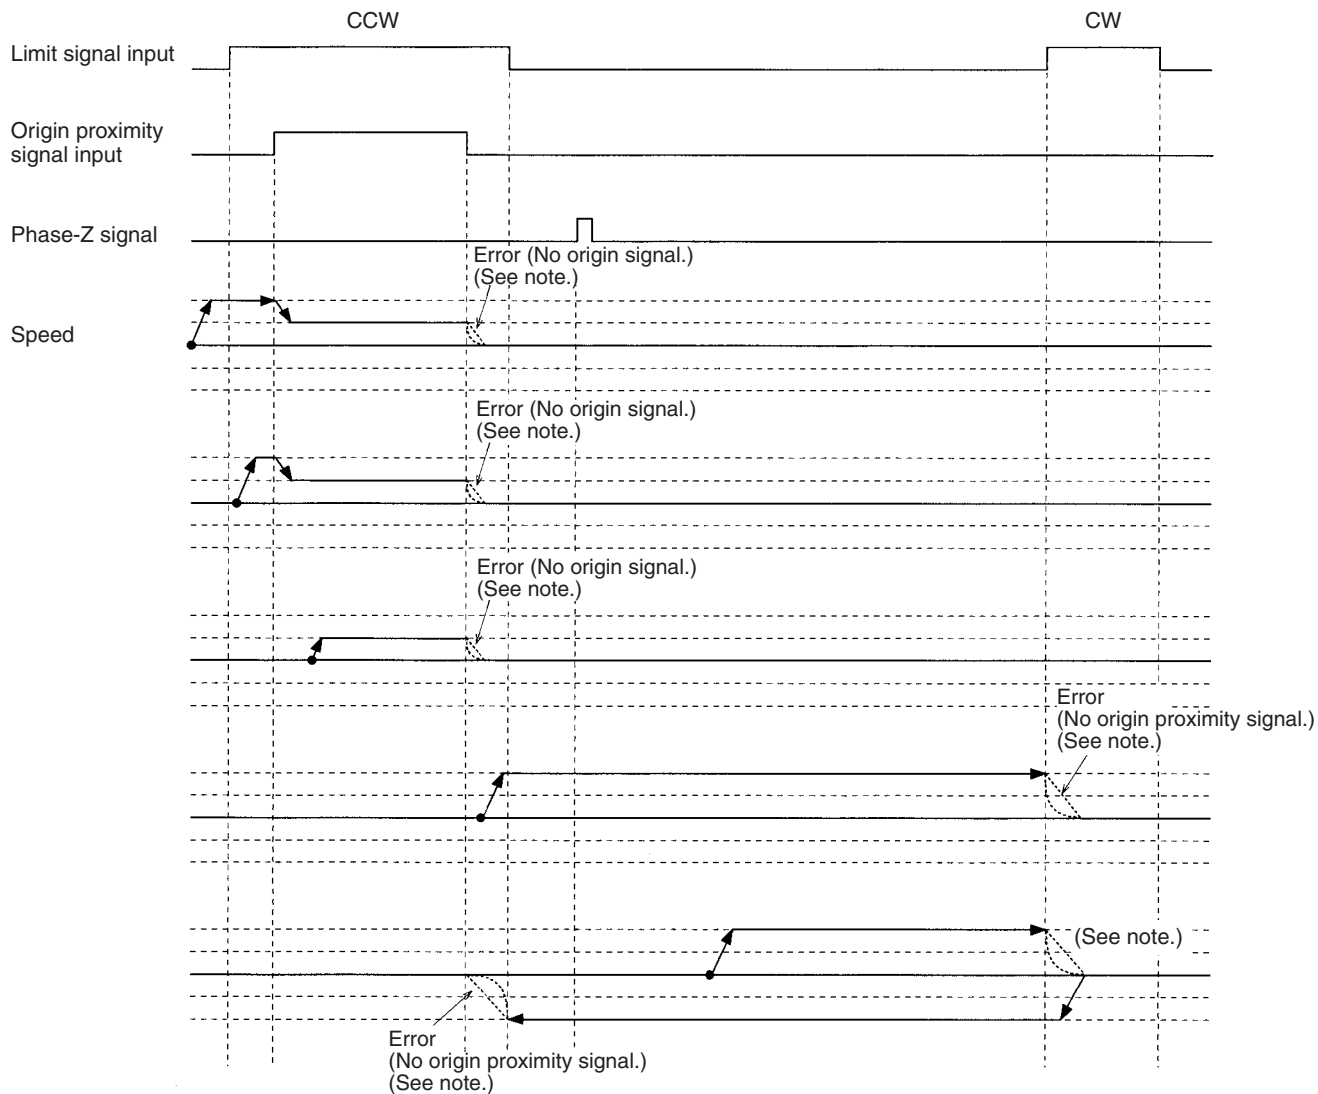 CCW
CW
Limit signal input
Origin proximity
signal input
Phase-Z signal
Error (No origin signal.)
(See note.)
Speed
Error (No origin signal.)
(See note.)
Error (No origin signal.)
(See note.)
Error
(No origin proximity signal.)
(See note.)
(See note.)
Error
(No origin proximity signal.)
(See note.)